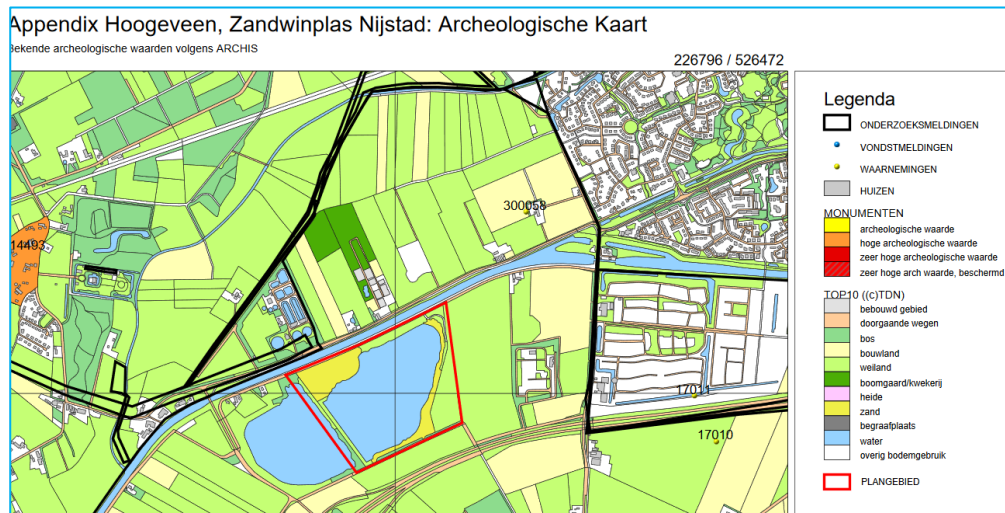 Appendix Hoogeveen, Zandwinplas Nijstad: Archeologische Kaart
Bekende archeologische waarden volgens ARCHIS
226796 / 526472
300058
14493
17031
17010
Legenda
ONDERZOEKSMELDINGEN
VONDSTMELDINGEN
WAARNEMINGEN
HUIZEN
MONUMENTEN
archeologische waarde
hoge archeologische waarde
zeer hoge archeologische waarde
zeer hoge arch waarde, beschermd
TOP10 ((c)TDN)
bebouwd gebied
doorgaande wegen
bos
bouwland
weiland
boomgaard/kwekerij
heide
zand
begraafplaats
water
overig bodemgebruik
PLANGEBIED